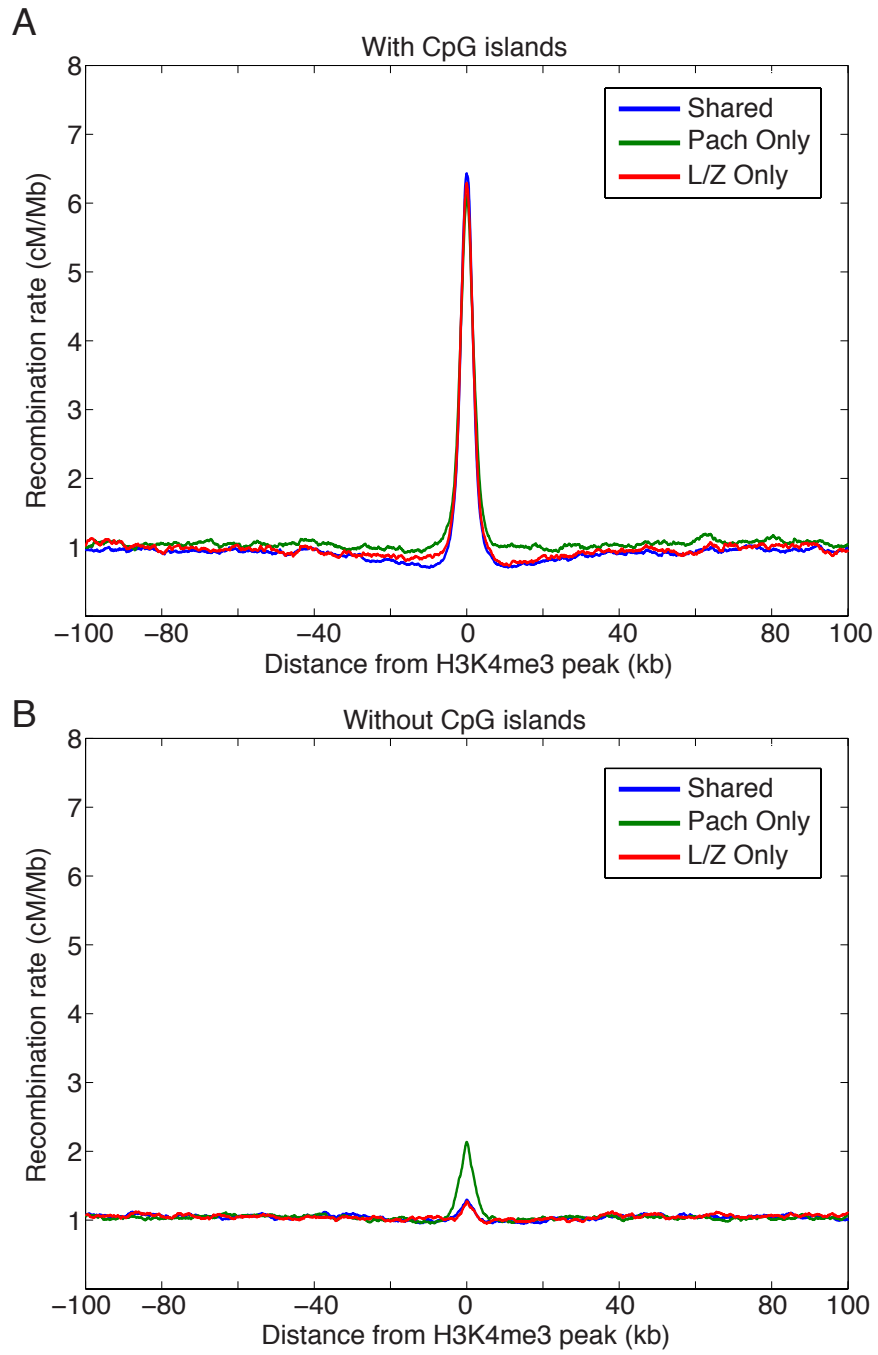 A
With CpG islands
8
7
6
5
4
3
2
1
Recombination rate (cM/Mb)
Shared
Pach Only
L/Z Only
−100 −80 −40 0 40 80 100
Distance from H3K4me3 peak (kb)
B
Without CpG islands
8
7
6
5
4
3
2
1
Recombination rate (cM/Mb)
Shared
Pach Only
L/Z Only
−100 −80 −40 0 40 80 100
Distance from H3K4me3 peak (kb)